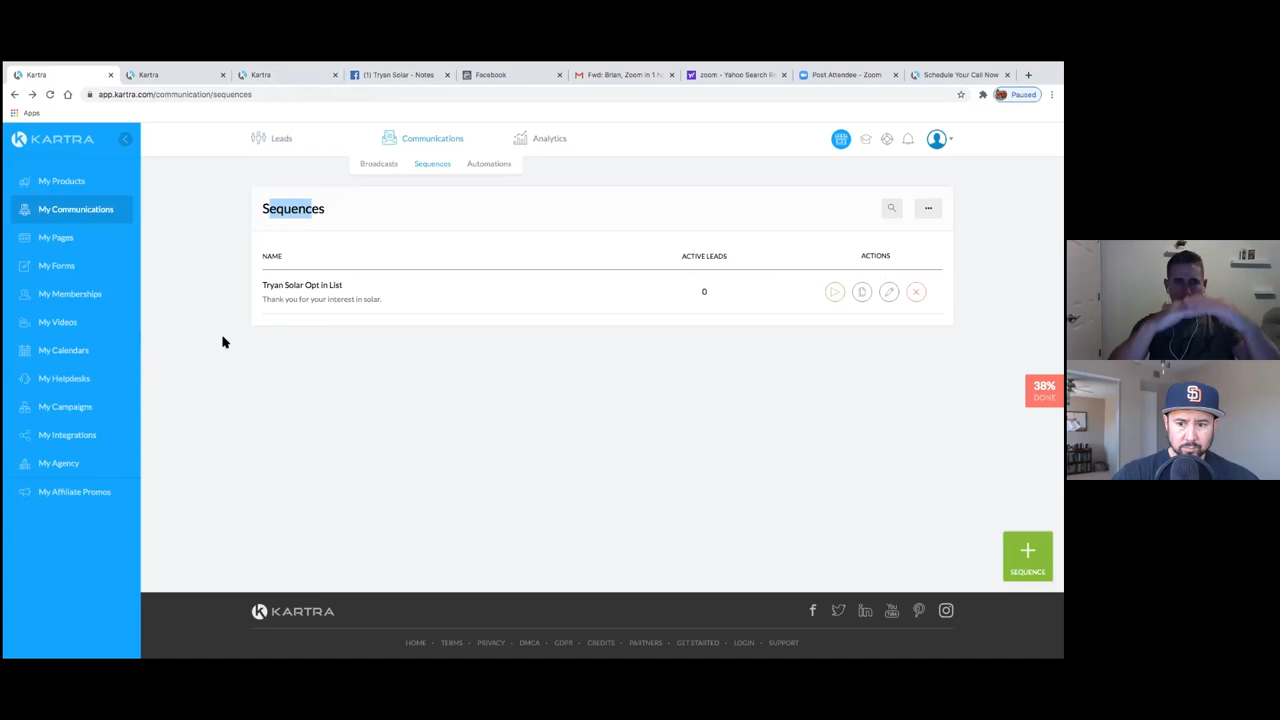 Kartra
Kartra
Kartra
(1) Tryan Solar - Notes
Facebook
Fwd: Brian, Zoom in 1 h
zoom - Yahoo Search Re
Post Attendee - Zoom
Schedule Your Call Now
app.kartra.com/communication/sequences
Paused
Apps
KARTRA
Leads
Communications
Analytics
Broadcasts
Sequences
Automations
My Products
My Communications
My Pages
My Forms
My Memberships
My Videos
My Calendars
My Helpdesks
My Campaigns
My Integrations
My Agency
My Affiliate Promos
Sequences
NAME
ACTIVE LEADS
ACTIONS
Tryan Solar Opt in List
Thank you for your interest in solar.
0
38%
DONE
SD
SEQUENCE
KARTRA
You
Tube
HOME · TERMS · PRIVACY · DMCA · GDPR · CREDITS · PARTNERS · GET STARTED · LOGIN · SUPPORT